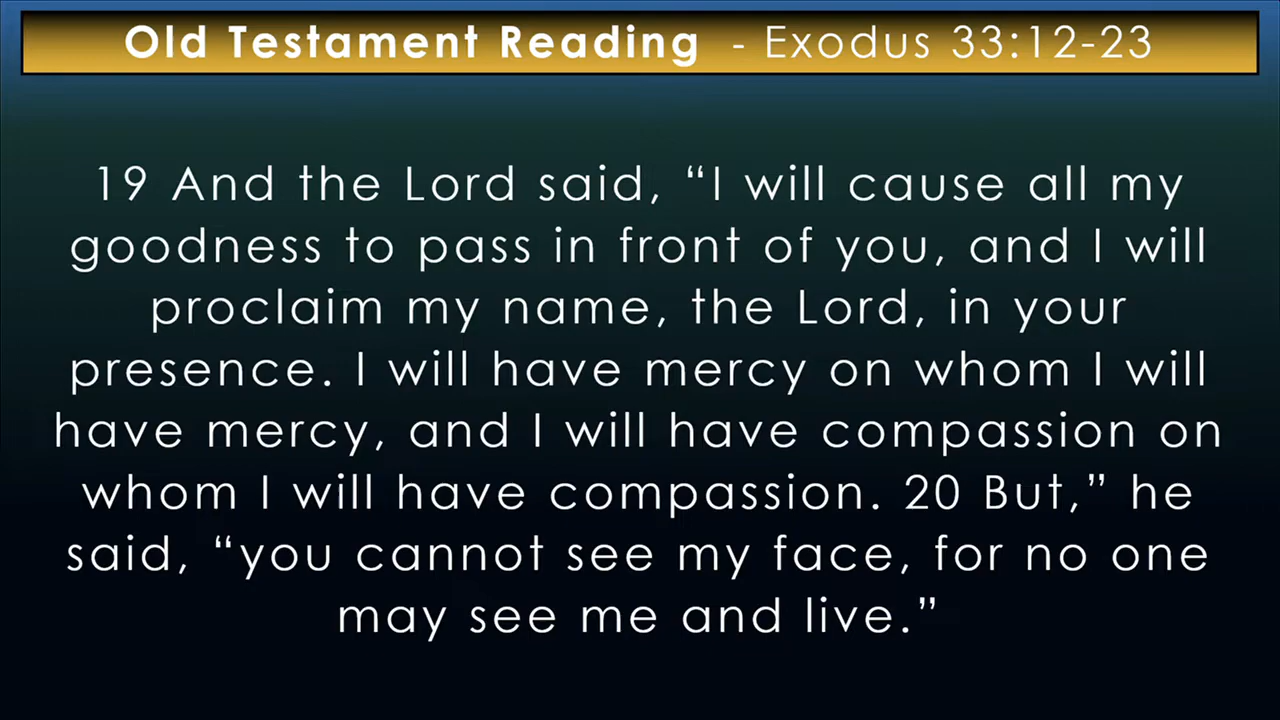 Old Testament Reading - Exodus 33:12-23
19 And the Lord said, “I will cause all my
goodness to pass in front of you, and I will
proclaim my name, the Lord, in your
presence. I will have mercy on whom I will
have mercy, and I will have compassion on
whom I will have compassion. 20 But,” he
said, “you cannot see my face, for no one
may see me and live.”